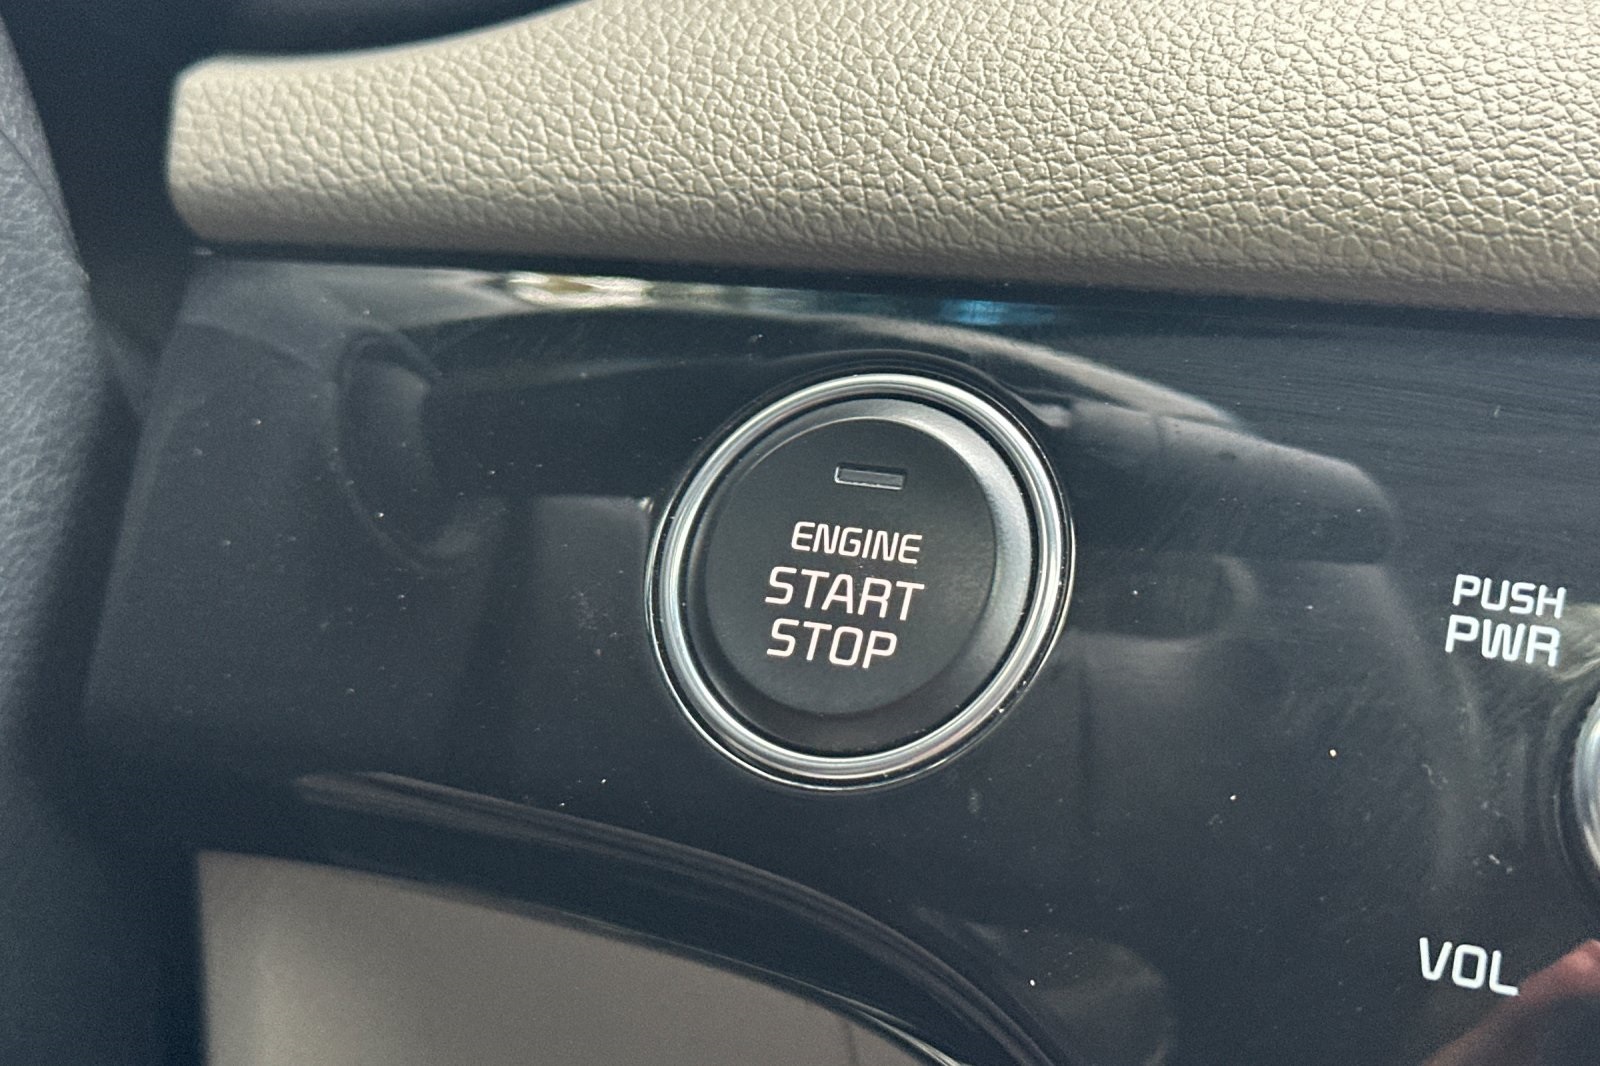 ENGINE
START
STOP
PUSH
PWR
VOL